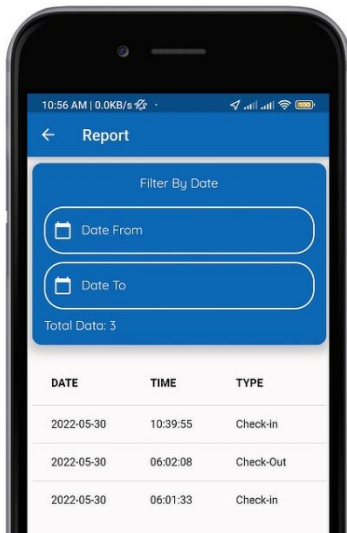 10:56 AM | 0.0KB/s
Report
Filter By Date
Date From
Date To
Total Data: 3
DATE TIME TYPE
2022-05-30 10:39:55 Check-in
2022-05-30 06:02:08 Check-Out
2022-05-30 06:01:33 Check-in